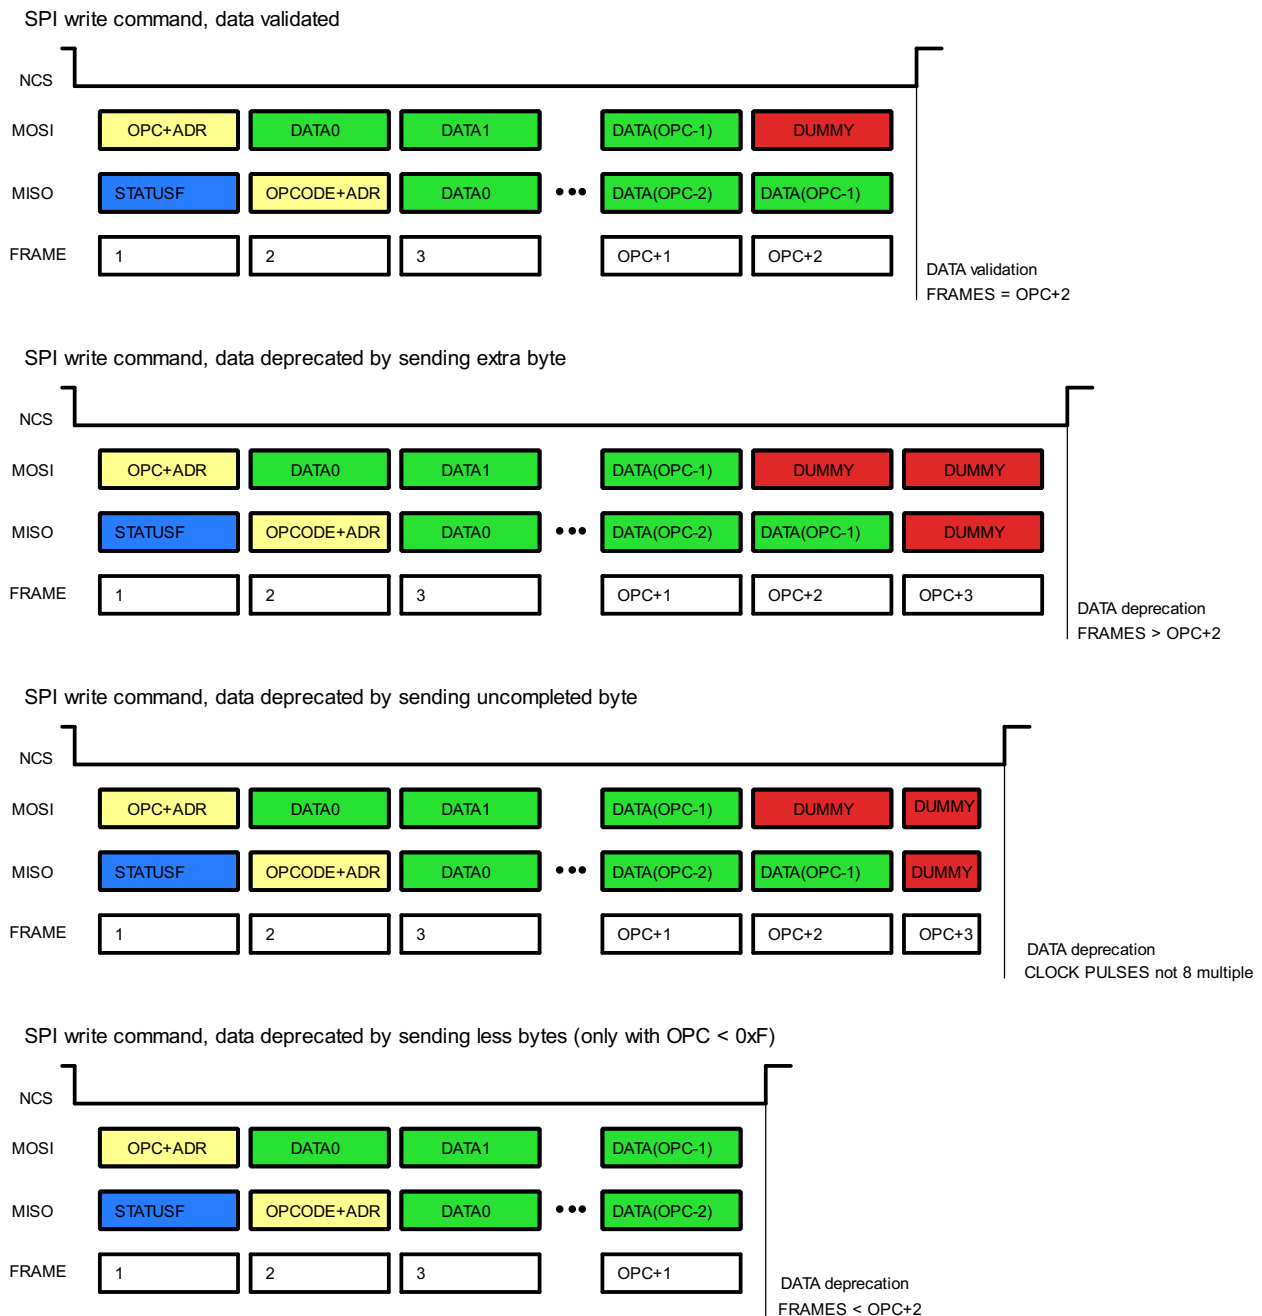 SPI write command, data validated
NCS
MOSI OPC+ADR DATA0 DATA1 DATA(OPC-1) DUMMY
MISO STATUSF OPCODE+ADR DATA0 ••• DATA(OPC-2) DATA(OPC-1)
FRAME 1 2 3 OPC+1 OPC+2
DATA validation
FRAMES = OPC+2
SPI write command, data deprecated by sending extra byte
NCS
MOSI OPC+ADR DATA0 DATA1 DATA(OPC-1) DUMMY DUMMY
MISO STATUSF OPCODE+ADR DATA0 ••• DATA(OPC-2) DATA(OPC-1) DUMMY
FRAME 1 2 3 OPC+1 OPC+2 OPC+3
DATA deprecation
FRAMES > OPC+2
SPI write command, data deprecated by sending uncompleted byte
NCS
MOSI OPC+ADR DATA0 DATA1 DATA(OPC-1) DUMMY DUMMY
MISO STATUSF OPCODE+ADR DATA0 ••• DATA(OPC-2) DATA(OPC-1) DUMMY
FRAME 1 2 3 OPC+1 OPC+2 OPC+3
DATA deprecation
CLOCK PULSES not 8 multiple
SPI write command, data deprecated by sending less bytes (only with OPC < 0xF)
NCS
MOSI OPC+ADR DATA0 DATA1 DATA(OPC-1)
MISO STATUSF OPCODE+ADR DATA0 ••• DATA(OPC-2)
FRAME 1 2 3 OPC+1
DATA deprecation
FRAMES < OPC+2